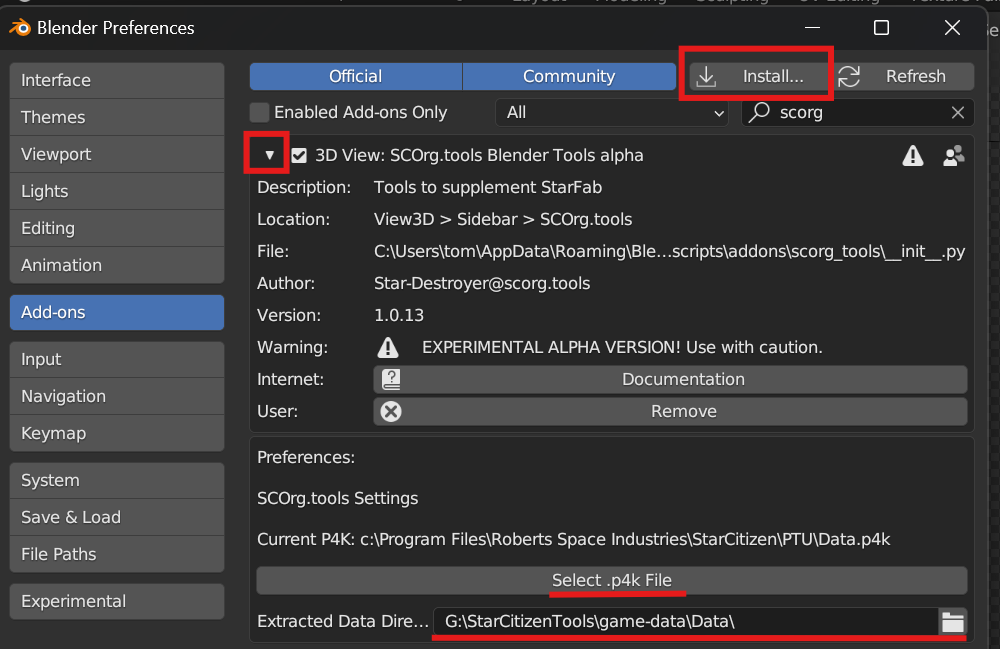 Blender Preferences
Interface
Themes
Viewport
Lights
Editing
Animation
Add-ons
Input
Navigation
Keymap
System
Save & Load
File Paths
Experimental
Official Community Install... Refresh
Enabled Add-ons Only All scorg
3D View: SCOrg.tools Blender Tools alpha
Description: Tools to supplement StarFab
Location: View3D > Sidebar > SCOrg.tools
File: C:\Users\tom\AppData\Roaming\Ble...scripts\addons\scorg_tools\__init__.py
Author: Star-Destroyer@scorg.tools
Version: 1.0.13
Warning: EXPERIMENTAL ALPHA VERSION! Use with caution.
Internet: Documentation
User: Remove
Preferences:
SCOrg.tools Settings
Current P4K: c:\Program Files\Roberts Space Industries\StarCitizen\PTU\Data.p4k
Select .p4k File
Extracted Data Dire... G:\StarCitizenTools\game-data\Data\